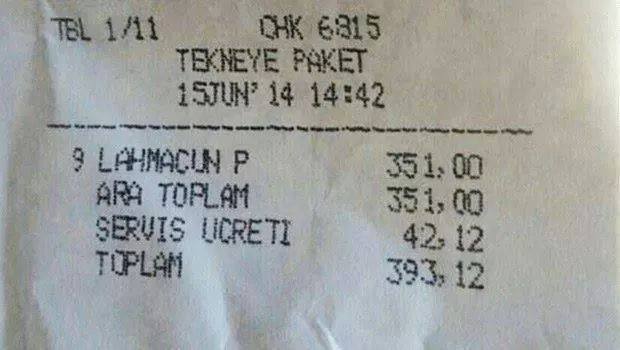 TBL 1/11 CHK 6815
TEKNEYE PAKET
15JUN'14 14:42
9 LAHMACUN P 351,00
ARA TOPLAM 351,00
SERVIS UCRETI 42,12
TOPLAM 393,12